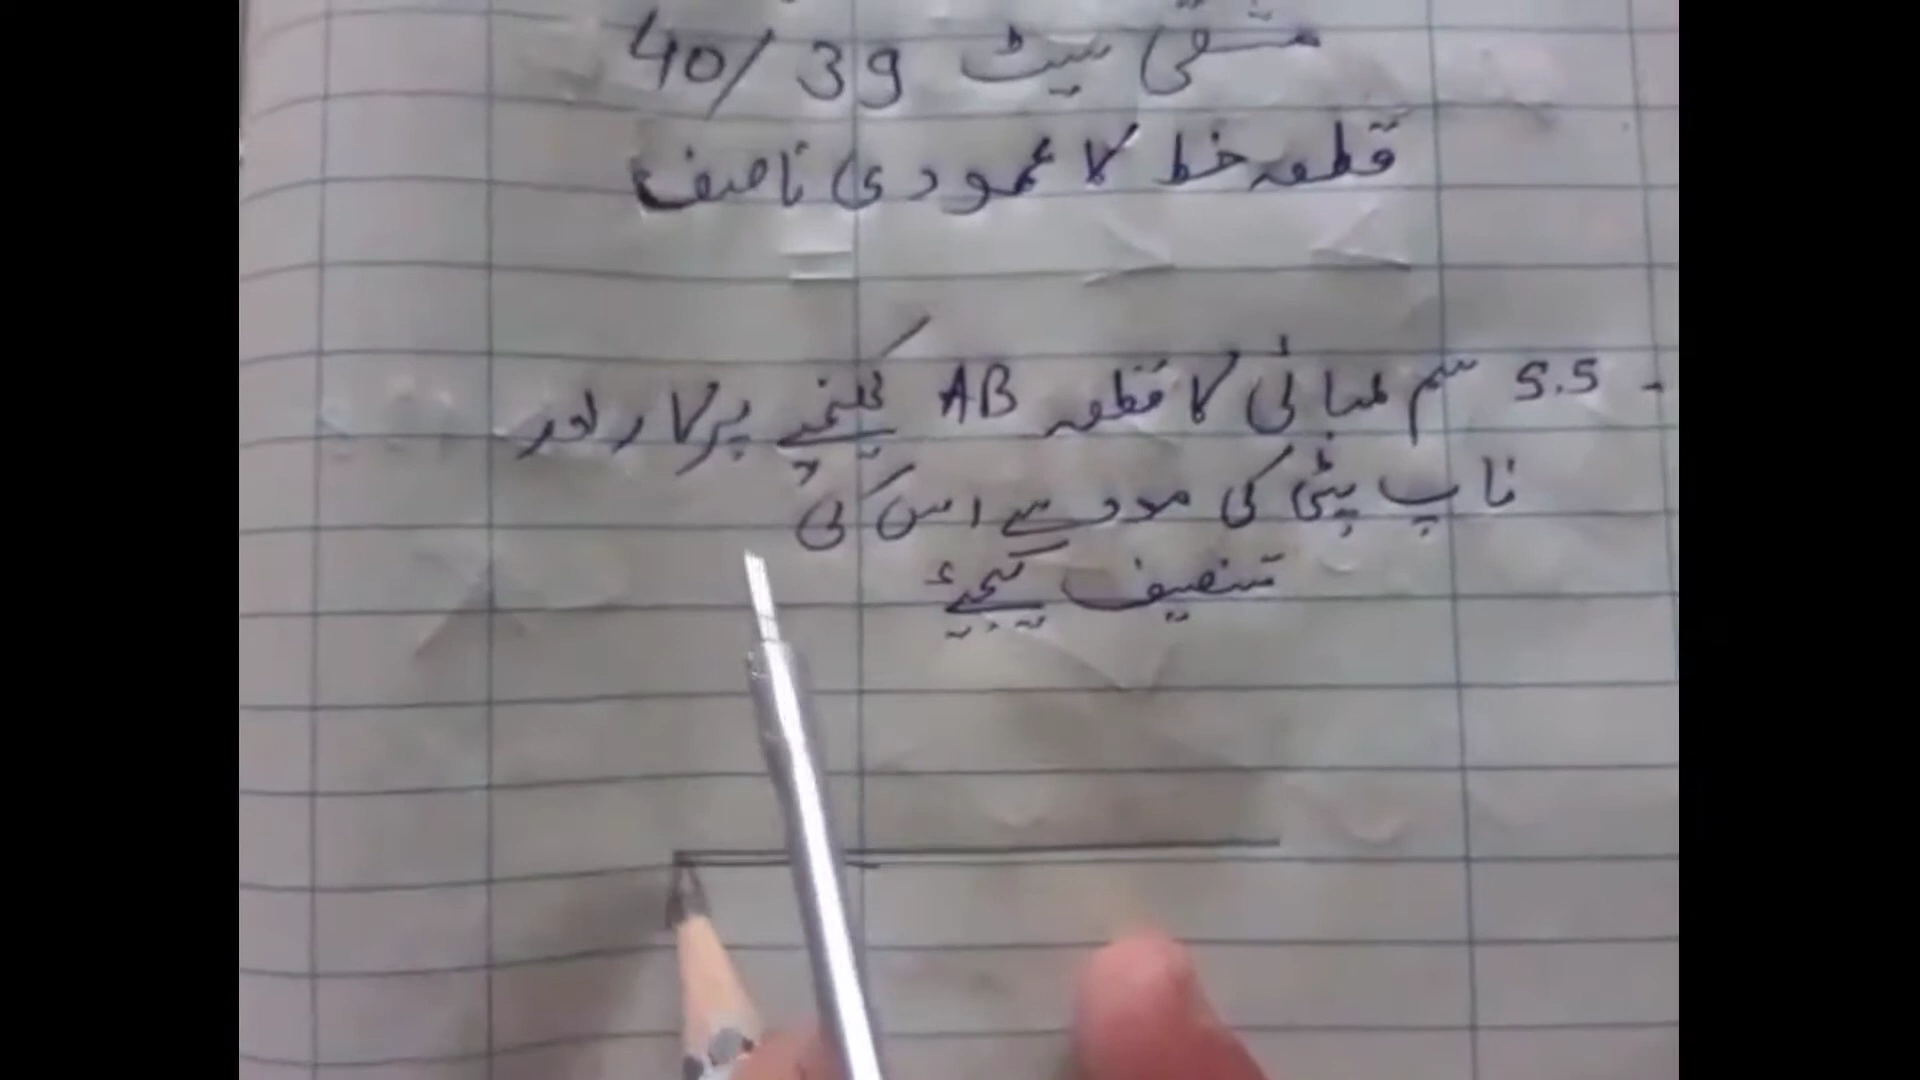 مشقی سیٹ 39/40
قطعہ خط کا عمودی ناصف
- 5.5 سم لمبائی کا قطعہ AB کھینچیے پرکار اور
ناپ پٹی کی مدد سے اس کی
تنصیف کیجیئے